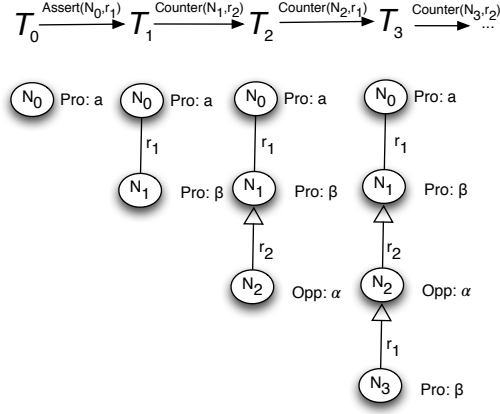 T0 Assert(N0,r1) T1 Counter(N1,r2) T2 Counter(N2,r1) T3 Counter(N3,r2) ...
N0 Pro: a N0 Pro: a N0 Pro: a N0 Pro: a
r1 r1 r1
N1 Pro: β N1 Pro: β N1 Pro: β
r2 r2
N2 Opp: α N2 Opp: α
r1
N3 Pro: β